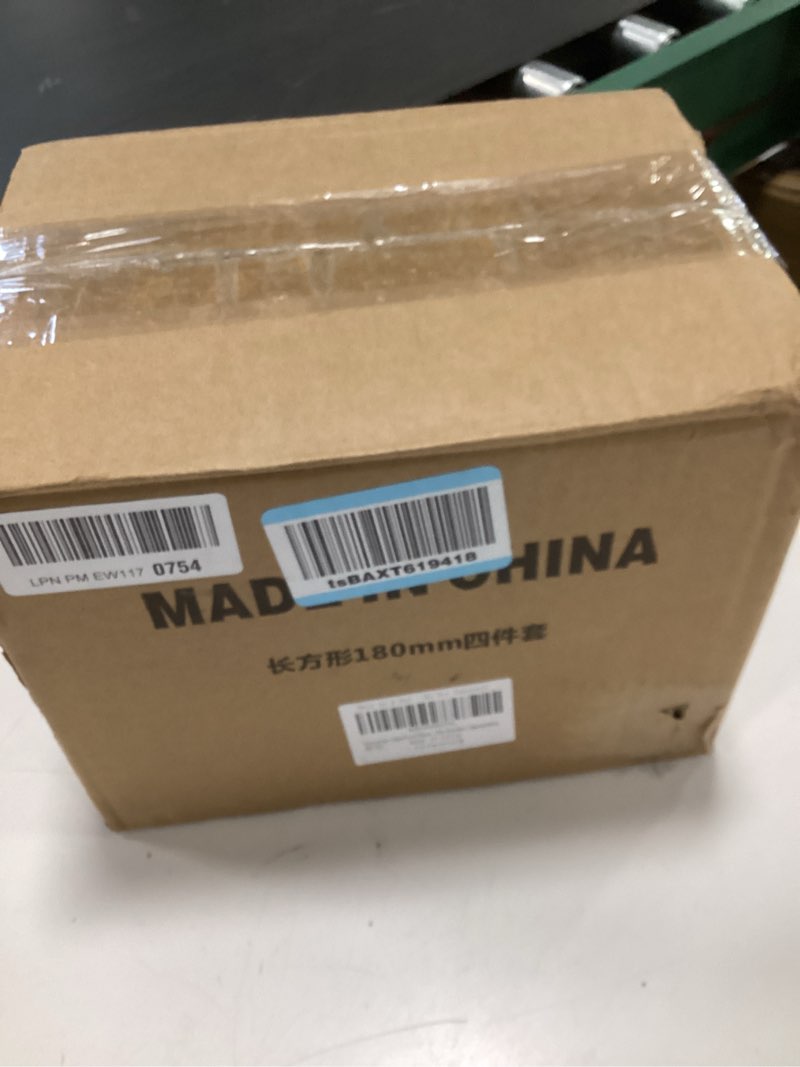 LPN PM EW117 0754
tsBAXT619418
MADE IN CHINA
长方形180mm四件套